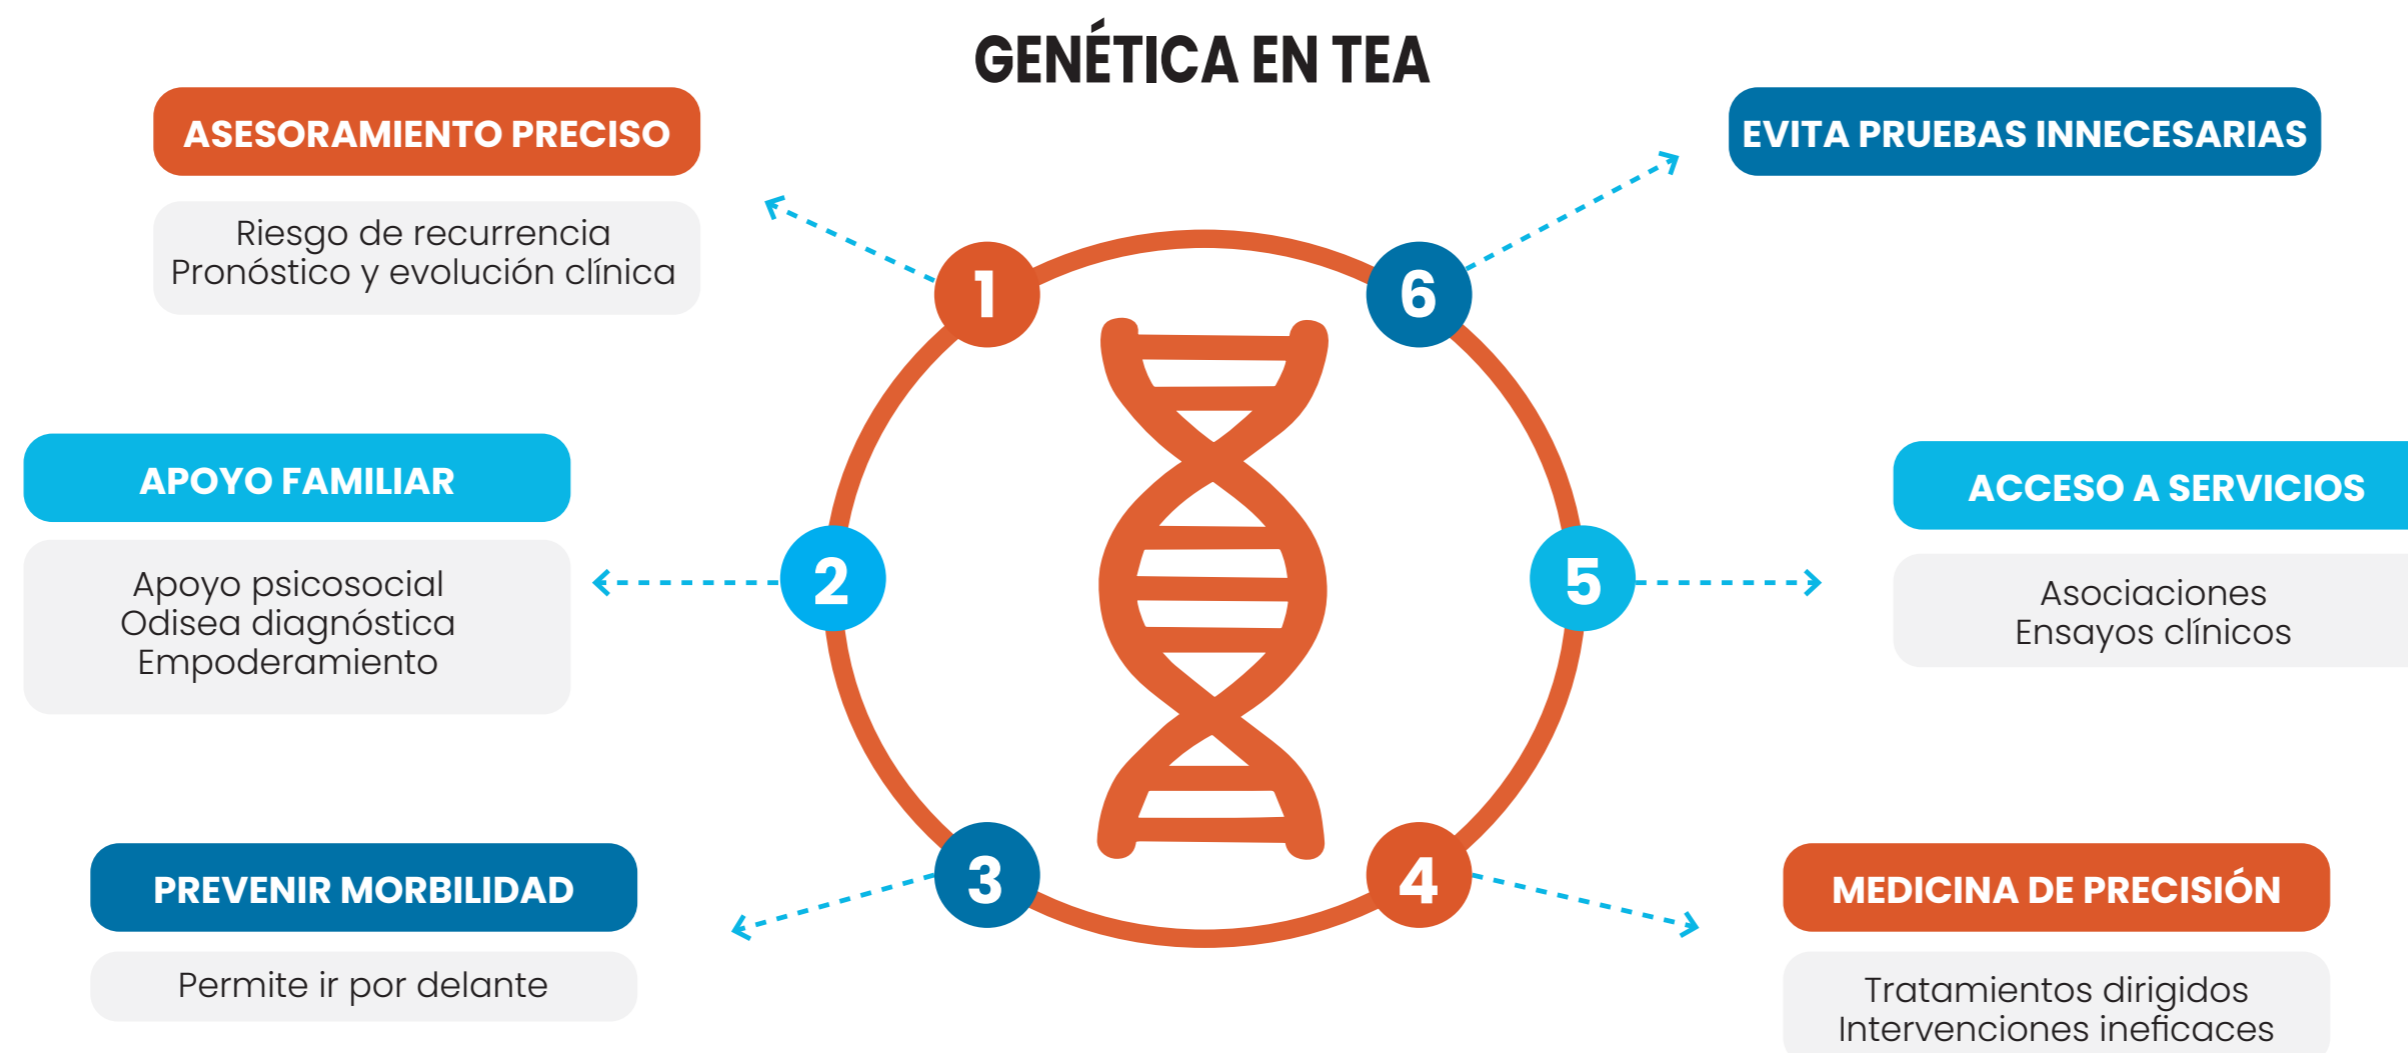 GENÉTICA EN TEA
ASESORAMIENTO PRECISO
Riesgo de recurrencia
Pronóstico y evolución clínica
1
APOYO FAMILIAR
Apoyo psicosocial
Odisea diagnóstica
Empoderamiento
2
PREVENIR MORBILIDAD
Permite ir por delante
3
MEDICINA DE PRECISIÓN
Tratamientos dirigidos
Intervenciones ineficaces
4
ACCESO A SERVICIOS
Asociaciones
Ensayos clínicos
5
EVITA PRUEBAS INNECESARIAS
6